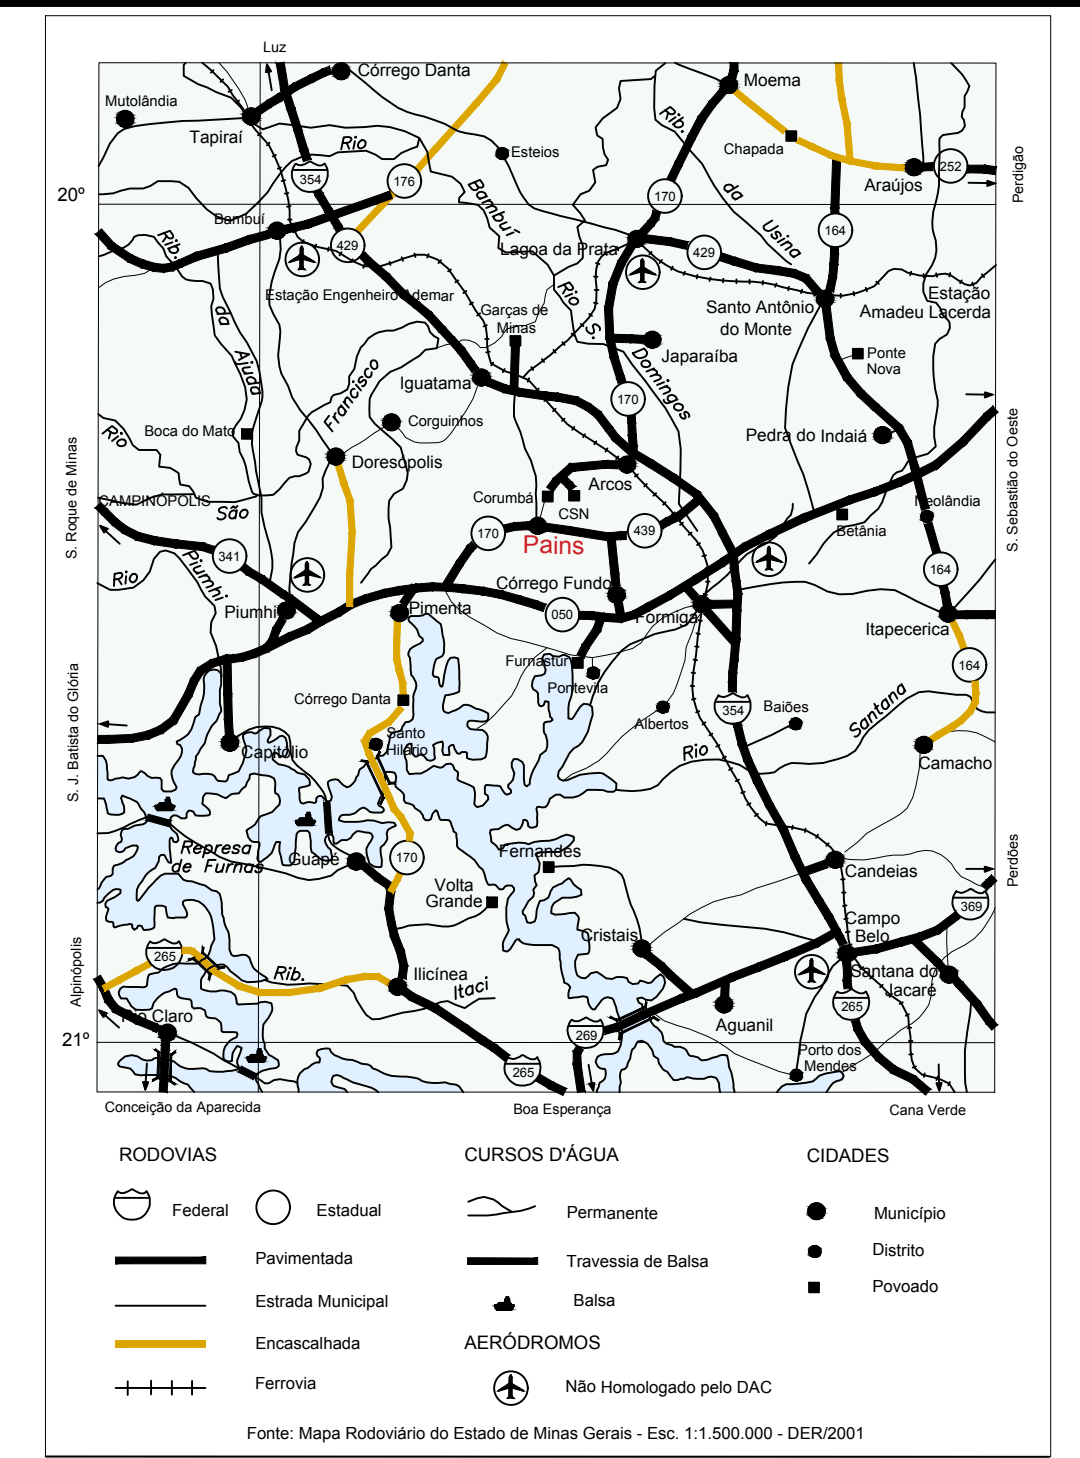 Luz
Córrego Danta
Moema
Mutolândia
Tapiraí
Rio
Rib.
Chapada
Esteios
Araújos
252
Perdigão
354
176
20º
Bambuí
170
da
Usina
164
Bambuí
Rib.
429
Lagoa da Prata
429
Estação Engenheiro Ademar
Rio
S.
Domingos
Estação
Amadeu Lacerda
Santo Antônio
do Monte
da
Ajuda
Garças de
Minas
Japaraíba
Ponte
Nova
Francisco
Iguatama
170
Corguinhos
Rio
Boca do Mato
Pedra do Indaiá
S. Sebastião do Oeste
S. Roque de Minas
Doresópolis
Arcos
CAMPINÓPOLIS
São
Corumbá
CSN
Neolândia
Betânia
170
Pains
439
341
Rio
Piumhi
Córrego Fundo
164
Piumhi
Pimenta
050
Formiga
Itapecerica
Furnastur
Pontevila
164
S. J. Batista do Glória
Córrego Danta
354
Albertos
Baiões
Santana
Rio
Santo
Hilário
Capitólio
Camacho
Represa
de Furnas
Guapé
170
Fernandes
Candeias
Perdões
Volta
Grande
369
Campo
Belo
Cristais
Alpinópolis
265
Rib.
Ilicínea
Itaci
Santana do
Jacaré
265
Rio Claro
Aguanil
21º
269
265
Porto dos
Mendes
Conceição da Aparecida
Boa Esperança
Cana Verde
RODOVIAS
CURSOS D'ÁGUA
CIDADES
Federal
Estadual
Permanente
Município
Pavimentada
Travessia de Balsa
Distrito
Estrada Municipal
Balsa
Povoado
Encascalhada
AERÓDROMOS
Ferrovia
Não Homologado pelo DAC
Fonte: Mapa Rodoviário do Estado de Minas Gerais - Esc. 1:1.500.000 - DER/2001